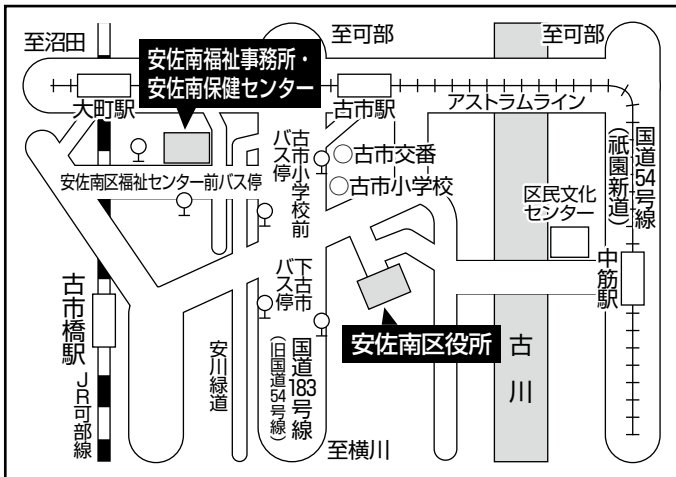 至沼田
安佐南福祉事務所・
安佐南保健センター
至可部
至可部
大町駅
古市駅
アストラムライン
国道54号線
(祇園新道)
古市小学校前
バス停
○古市交番
○古市小学校
安佐南区福祉センター前バス停
区民文化
センター
中筋駅
古市橋駅
JR可部線
安川緑道
下古市
バス停
国道183号線
(旧国道54号線)
安佐南区役所
古川
至横川